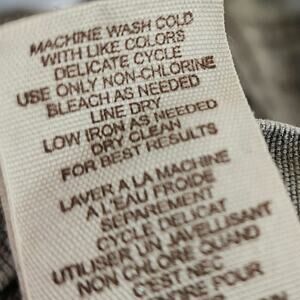 MACHINE WASH COLD
WITH LIKE COLORS
DELICATE CYCLE
USE ONLY NON-CHLORINE
BLEACH AS NEEDED
LINE DRY
LOW IRON AS NEEDED
DRY CLEAN
FOR BEST RESULTS
LAVER A LA MACHINE
A L'EAU FROIDE
SEPAREMENT
CYCLE DELICAT
UTILISER UN JAVELLISANT
NON CHLORE QUAND
C'EST NEC
POUR